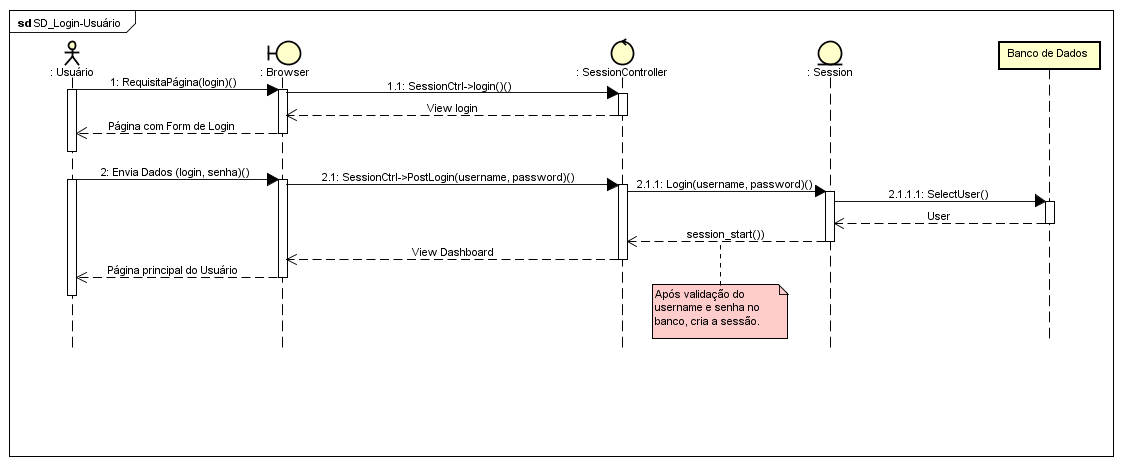 sd SD_Login-Usuário
: Usuário
: Browser
: SessionController
: Session
Banco de Dados
1: RequisitaPágina(login)()
1.1: SessionCtrl->login()()
View login
Página com Form de Login
2: Envia Dados (login, senha)()
2.1: SessionCtrl->PostLogin(username, password)()
2.1.1: Login(username, password)()
2.1.1.1: SelectUser()
User
session_start())
View Dashboard
Página principal do Usuário
Após validação do
username e senha no
banco, cria a sessão.